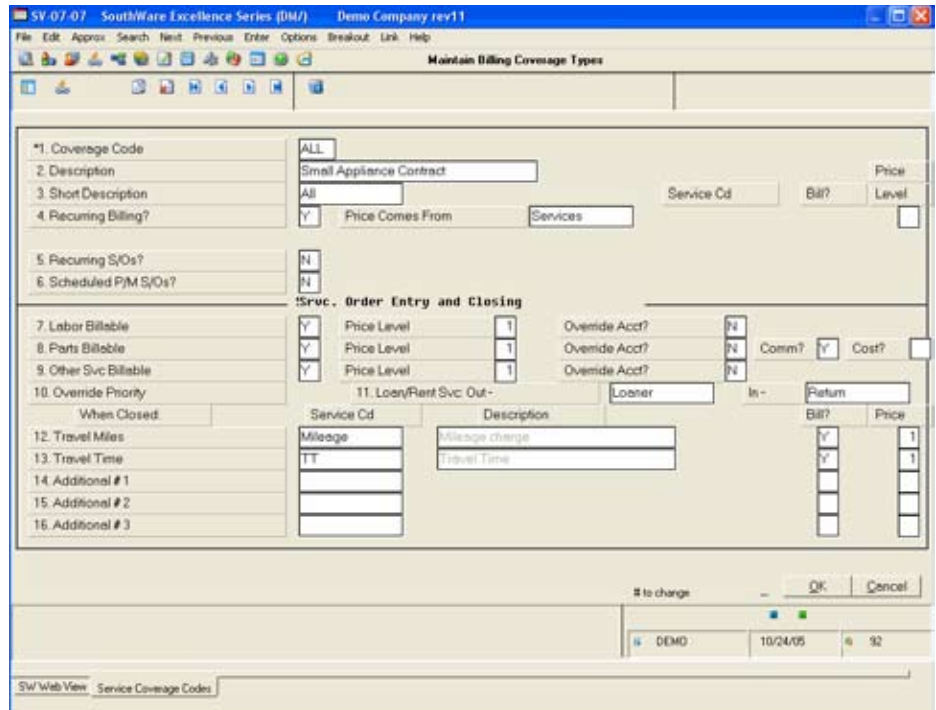 SV-07-07 SouthWare Excellence Series (DM/) Demo Company rev11
File Edit Approx Search Next Previous Enter Options Breakout Link Help
Maintain Billing Coverage Types
*1. Coverage Code ALL
2. Description Small Appliance Contract Price
3. Short Description All Service Cd Bill? Level
4. Recurring Billing? Y Price Comes From Services
5. Recurring S/Os? N
6. Scheduled P/M S/Os? N
!Srvc. Order Entry and Closing
7. Labor Billable Y Price Level 1 Override Acct? N
8. Parts Billable Y Price Level 1 Override Acct? N Comm? Y Cost?
9. Other Svc Billable Y Price Level 1 Override Acct? N
10. Override Priority 11. Loan/Rent Svc: Out- Loaner In- Return
When Closed: Service Cd Description Bill? Price
12. Travel Miles Mileage Mileage charge Y 1
13. Travel Time TT Travel Time Y 1
14. Additional #1
15. Additional #2
16. Additional #3
# to change OK Cancel
DEMO 10/24/05 92
SW Web View Service Coverage Codes